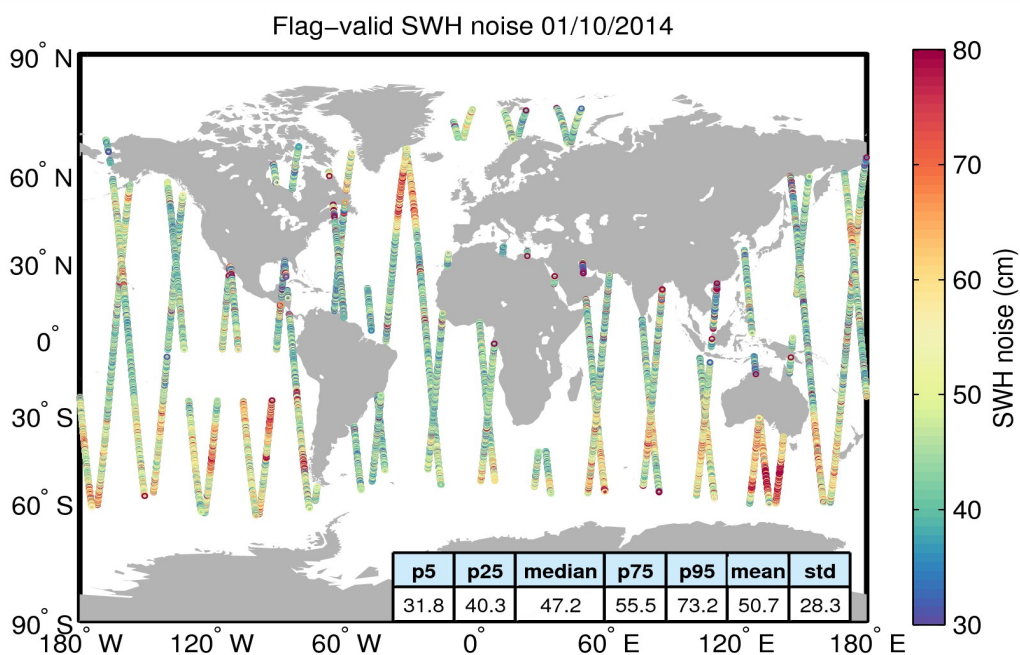 Flag−valid SWH noise 01/10/2014
90° N
60° N
30° N
0°
30° S
60° S
90° S
180° W
120° W
60° W
0°
60° E
120° E
180° E
p5 p25 median p75 p95 mean std
31.8 40.3 47.2 55.5 73.2 50.7 28.3
80
70
60
50
40
30
SWH noise (cm)